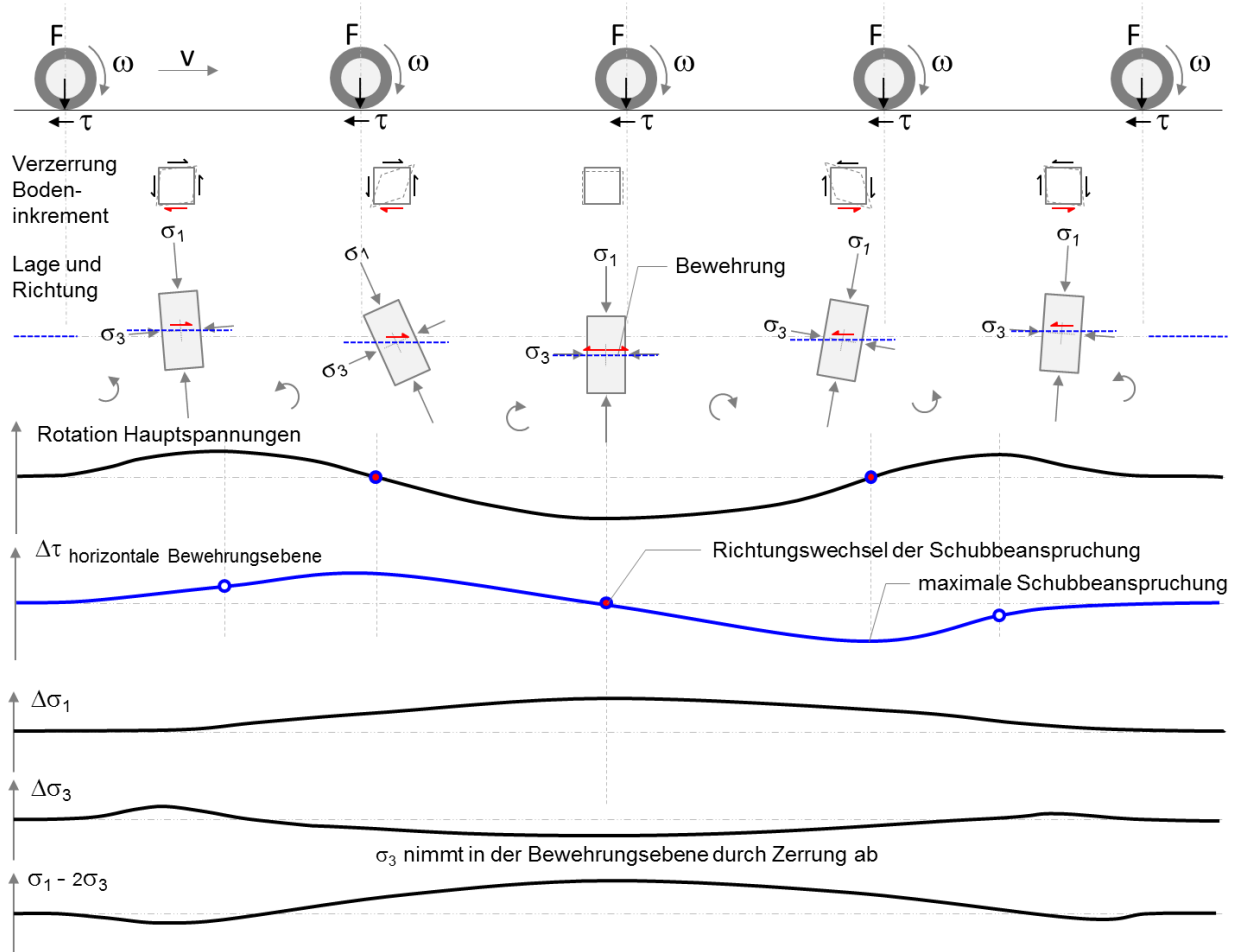 F F F F F
ω v ω ω ω ω
τ τ τ τ τ
Verzerrung
Boden-
inkrement
σ1 σ1 σ1 σ1 σ1
Lage und
Richtung
Bewehrung
σ3 σ3 σ3 σ3 σ3
Rotation Hauptspannungen
Δτ horizontale Bewehrungsebene
Richtungswechsel der Schubbeanspruchung
maximale Schubbeanspruchung
Δσ1
Δσ3
σ3 nimmt in der Bewehrungsebene durch Zerrung ab
σ1 - 2σ3